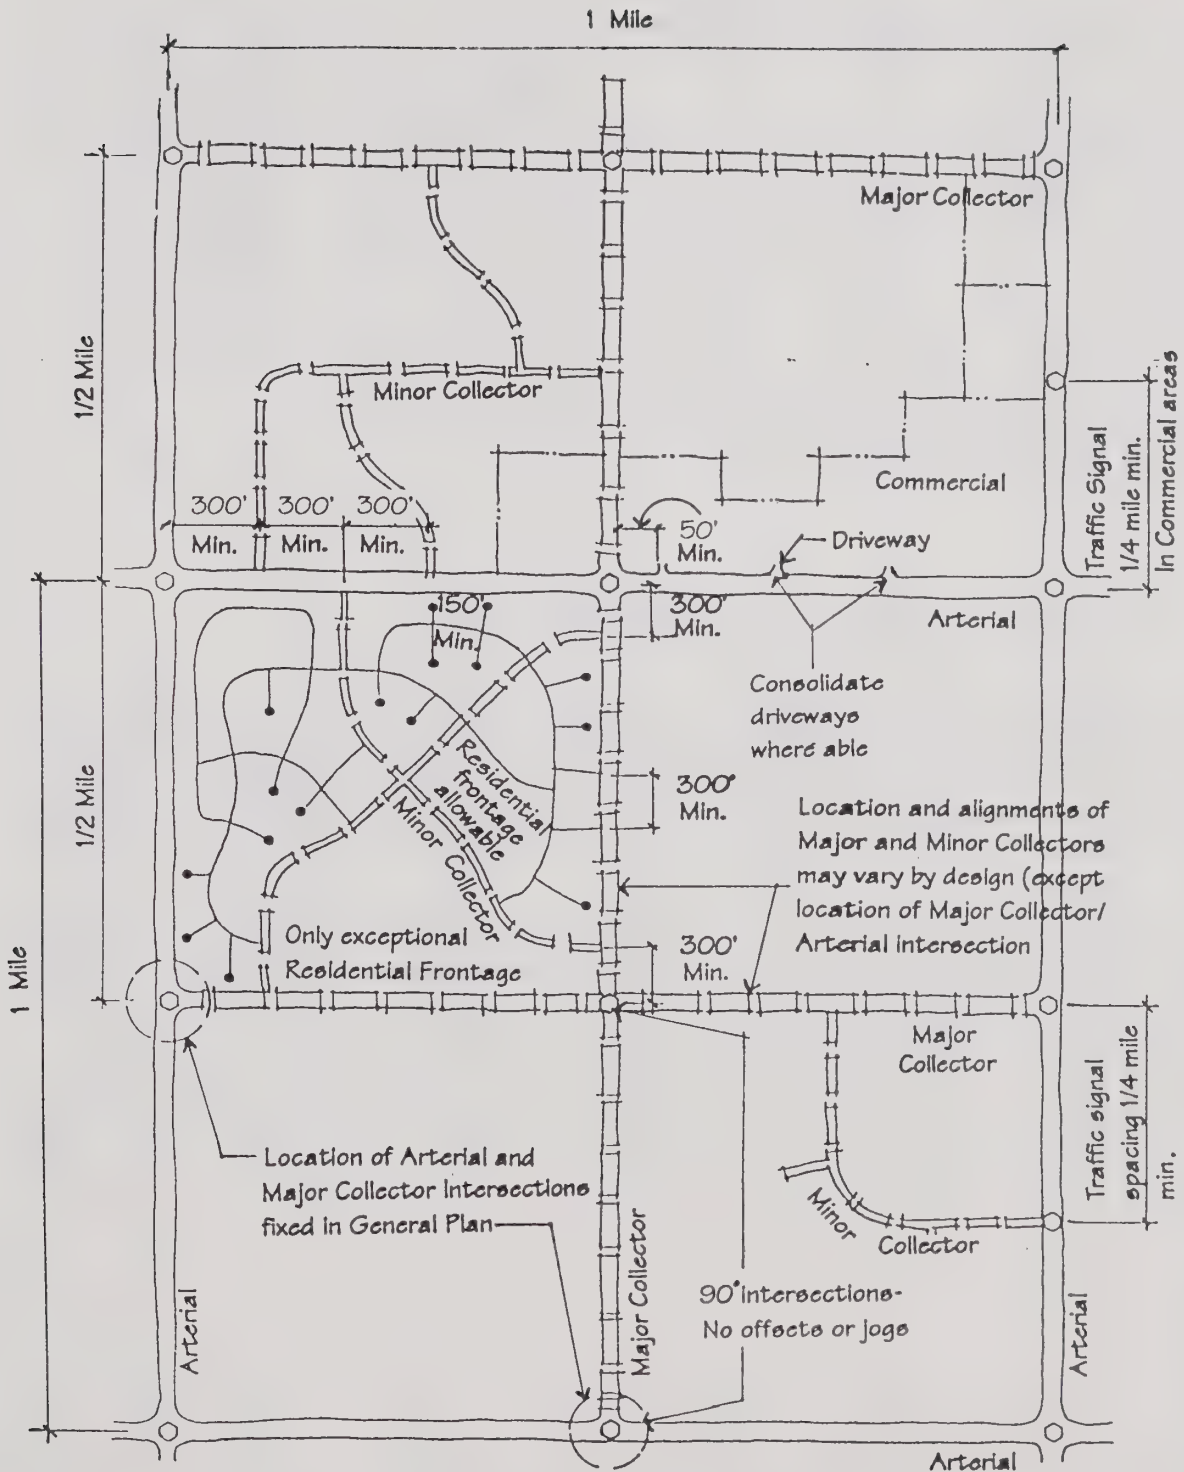 1 Mile
Major Collector
1/2 Mile
Minor Collector
Traffic Signal
1/4 mile min.
In Commercial areas
Commercial
300'
Min.
300'
Min.
300'
Min.
50'
Min.
Driveway
Arterial
150'
Min.
300'
Min.
Consolidate
driveways
where able
1/2 Mile
1 Mile
Residential
frontage
allowable
Minor Collector
300'
Min.
Location and alignments of
Major and Minor Collectors
may vary by design (except
location of Major Collector/
Arterial intersection
Only exceptional
Residential Frontage
300'
Min.
Major
Collector
Traffic signal
spacing 1/4 mile
min.
Location of Arterial and
Major Collector intersections
fixed in General Plan
Minor
Collector
Major Collector
90° intersections-
No offsets or jogs
Arterial
Arterial
Arterial